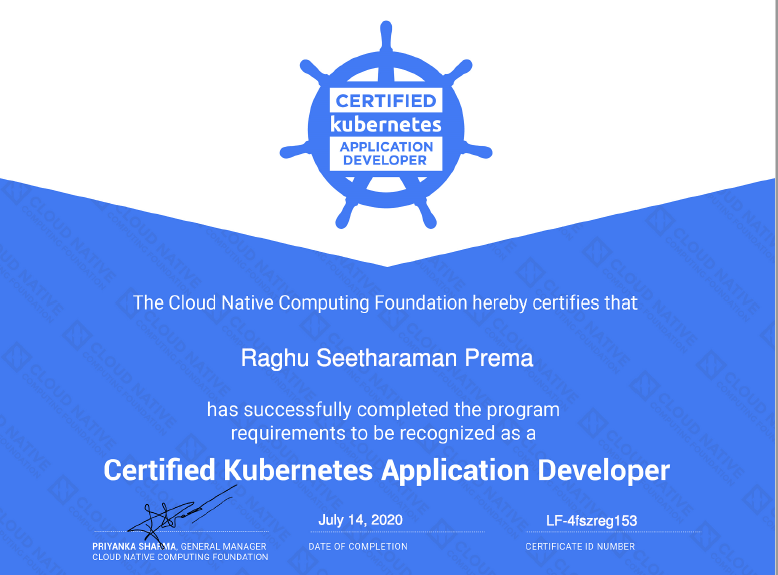 CERTIFIED
kubernetes
APPLICATION
DEVELOPER
The Cloud Native Computing Foundation hereby certifies that
Raghu Seetharaman Prema
has successfully completed the program
requirements to be recognized as a
Certified Kubernetes Application Developer
July 14, 2020
LF-4fszreg153
PRIYANKA SHARMA, GENERAL MANAGER
CLOUD NATIVE COMPUTING FOUNDATION
DATE OF COMPLETION
CERTIFICATE ID NUMBER